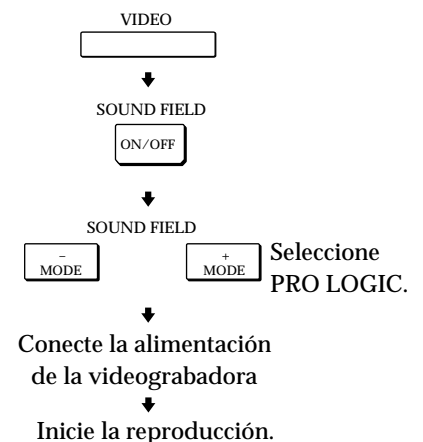 VIDEO
SOUND FIELD
ON/OFF
SOUND FIELD
–
MODE
+
MODE
Seleccione
PRO LOGIC.
Conecte la alimentación
de la videograbadora
Inicie la reproducción.